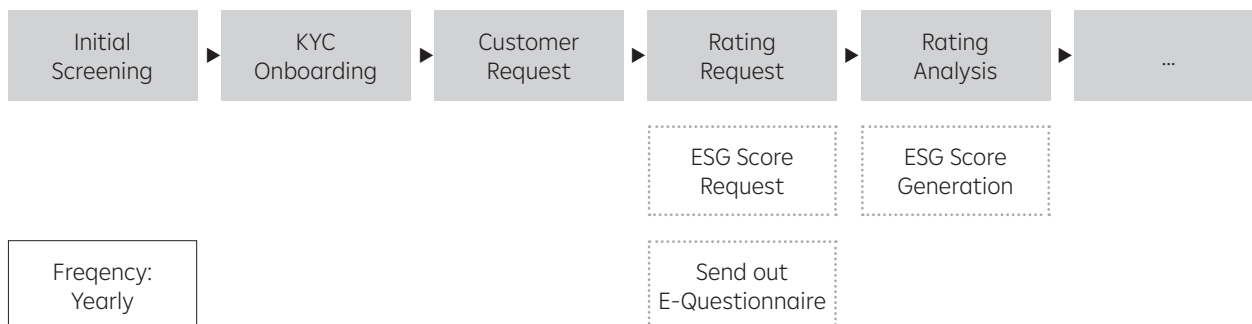 Initial
Screening
KYC
Onboarding
Customer
Request
Rating
Request
Rating
Analysis
...
ESG Score
Request
ESG Score
Generation
Freqency:
Yearly
Send out
E-Questionnaire